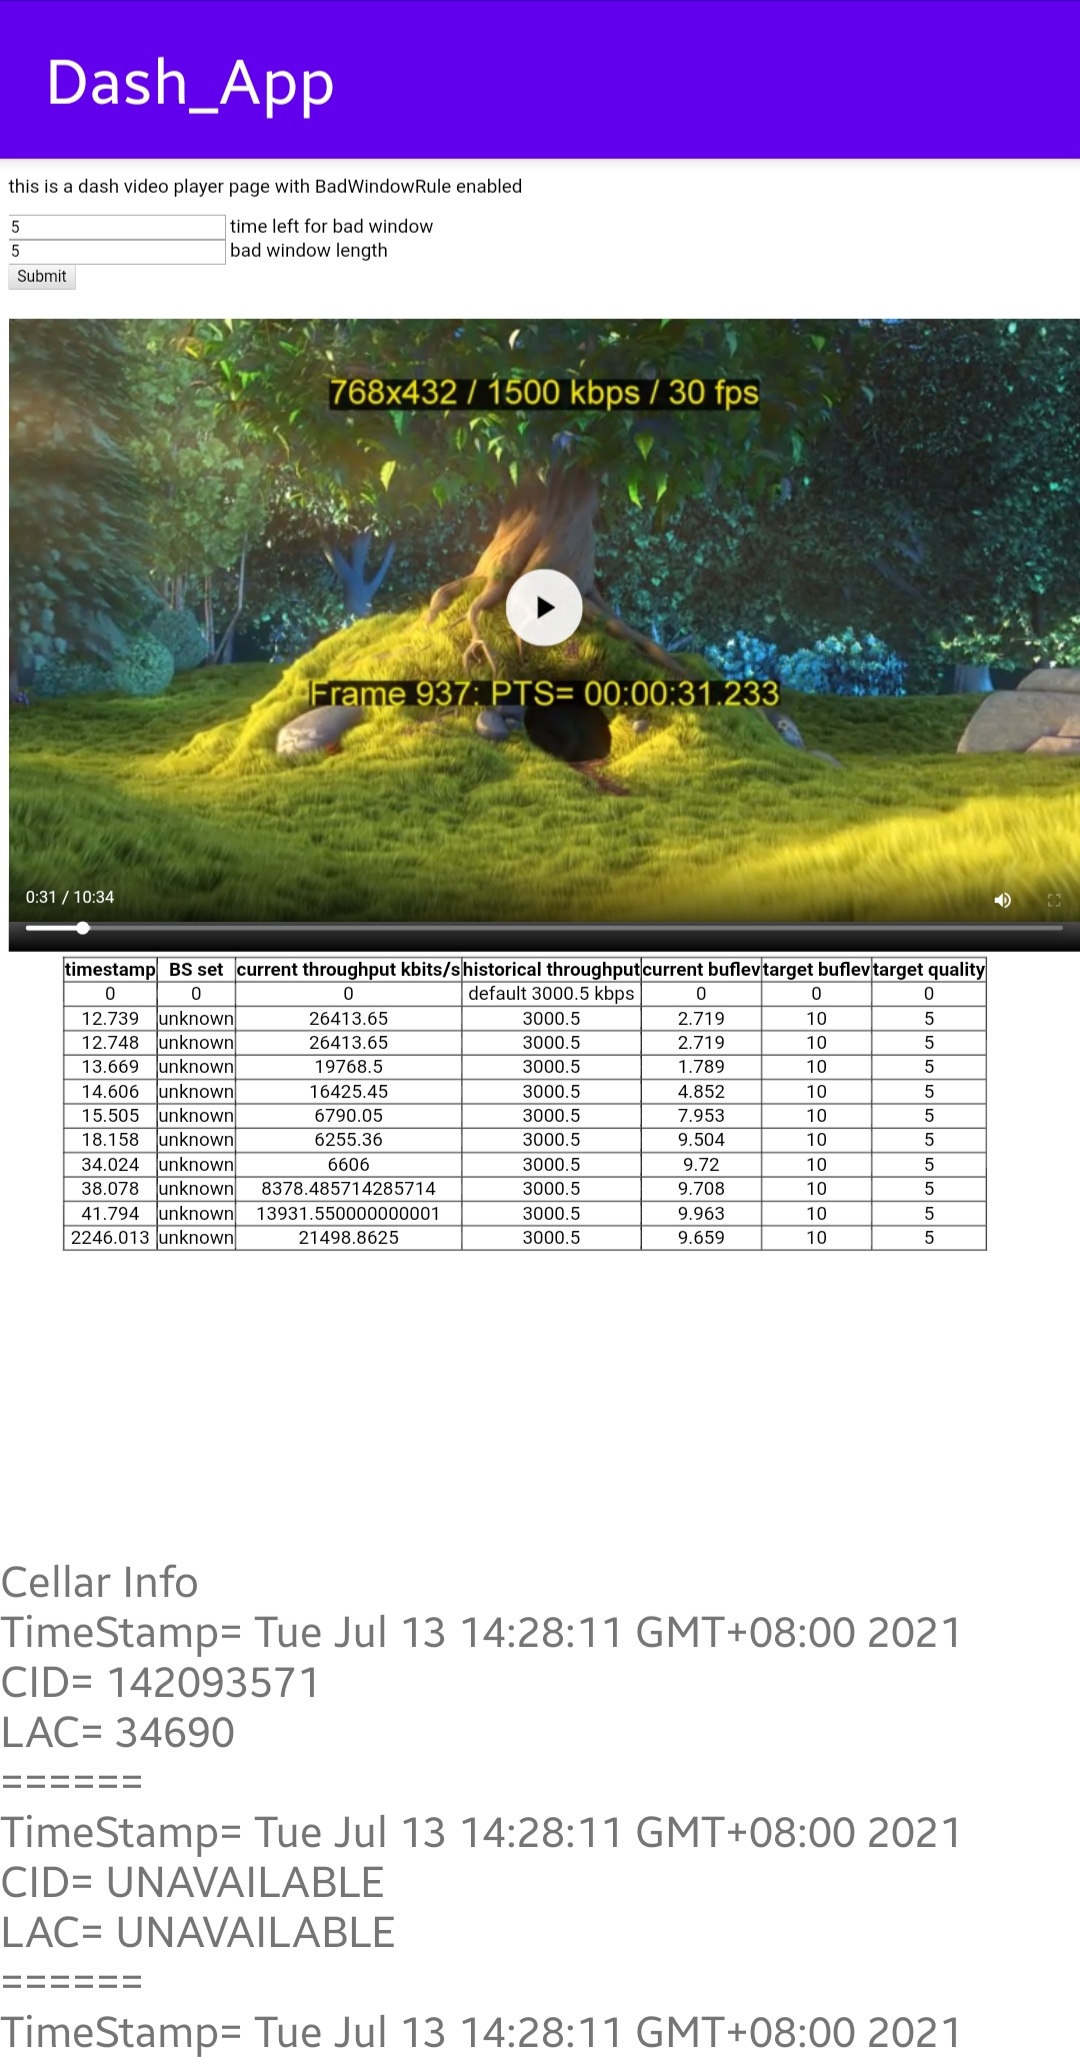 Dash_App
this is a dash video player page with BadWindowRule enabled
5 time left for bad window
5 bad window length
Submit
768x432 / 1500 kbps / 30 fps
Frame 937: PTS= 00:00:31.233
0:31 / 10:34
timestamp BS set current throughput kbits/s historical throughput current buflev target buflev target quality
0 0 0 default 3000.5 kbps 0 0 0
12.739 unknown 26413.65 3000.5 2.719 10 5
12.748 unknown 26413.65 3000.5 2.719 10 5
13.669 unknown 19768.5 3000.5 1.789 10 5
14.606 unknown 16425.45 3000.5 4.852 10 5
15.505 unknown 6790.05 3000.5 7.953 10 5
18.158 unknown 6255.36 3000.5 9.504 10 5
34.024 unknown 6606 3000.5 9.72 10 5
38.078 unknown 8378.485714285714 3000.5 9.708 10 5
41.794 unknown 13931.550000000001 3000.5 9.963 10 5
2246.013 unknown 21498.8625 3000.5 9.659 10 5
Cellar Info
TimeStamp= Tue Jul 13 14:28:11 GMT+08:00 2021
CID= 142093571
LAC= 34690
======
TimeStamp= Tue Jul 13 14:28:11 GMT+08:00 2021
CID= UNAVAILABLE
LAC= UNAVAILABLE
======
TimeStamp= Tue Jul 13 14:28:11 GMT+08:00 2021